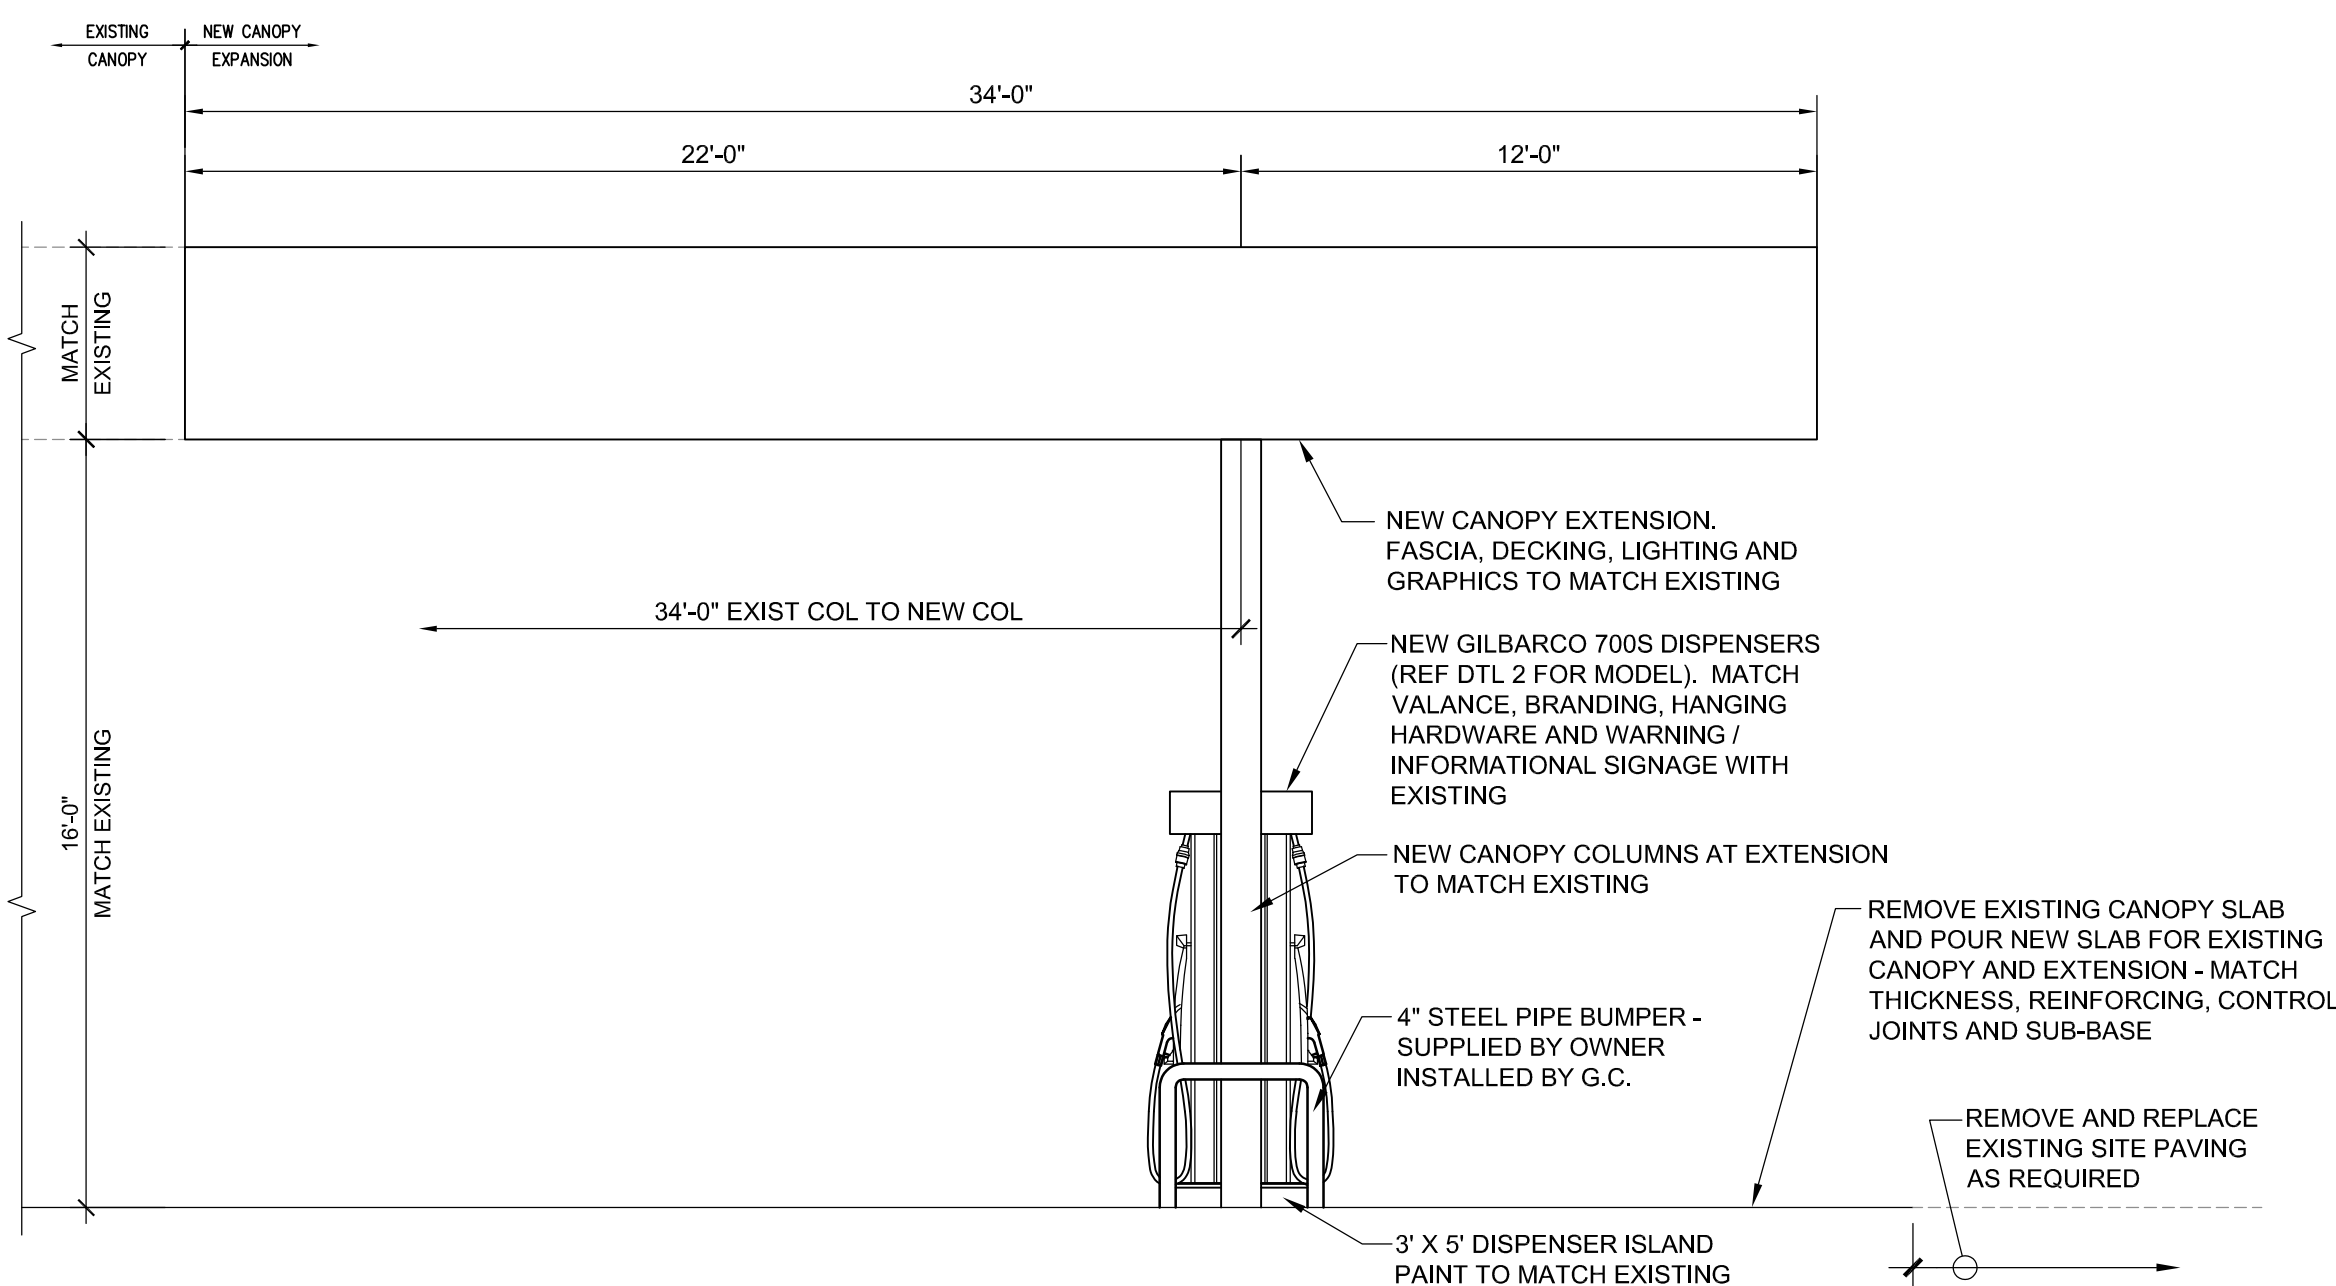 EXISTING
CANOPY
NEW CANOPY
EXPANSION
34'-0"
22'-0"
12'-0"
MATCH
EXISTING
NEW CANOPY EXTENSION.
FASCIA, DECKING, LIGHTING AND
GRAPHICS TO MATCH EXISTING
34'-0" EXIST COL TO NEW COL
NEW GILBARCO 700S DISPENSERS
(REF DTL 2 FOR MODEL). MATCH
VALANCE, BRANDING, HANGING
HARDWARE AND WARNING /
INFORMATIONAL SIGNAGE WITH
EXISTING
16'-0"
MATCH EXISTING
NEW CANOPY COLUMNS AT EXTENSION
TO MATCH EXISTING
REMOVE EXISTING CANOPY SLAB
AND POUR NEW SLAB FOR EXISTING
CANOPY AND EXTENSION - MATCH
THICKNESS, REINFORCING, CONTROL
JOINTS AND SUB-BASE
4" STEEL PIPE BUMPER -
SUPPLIED BY OWNER
INSTALLED BY G.C.
REMOVE AND REPLACE
EXISTING SITE PAVING
AS REQUIRED
3' X 5' DISPENSER ISLAND
PAINT TO MATCH EXISTING